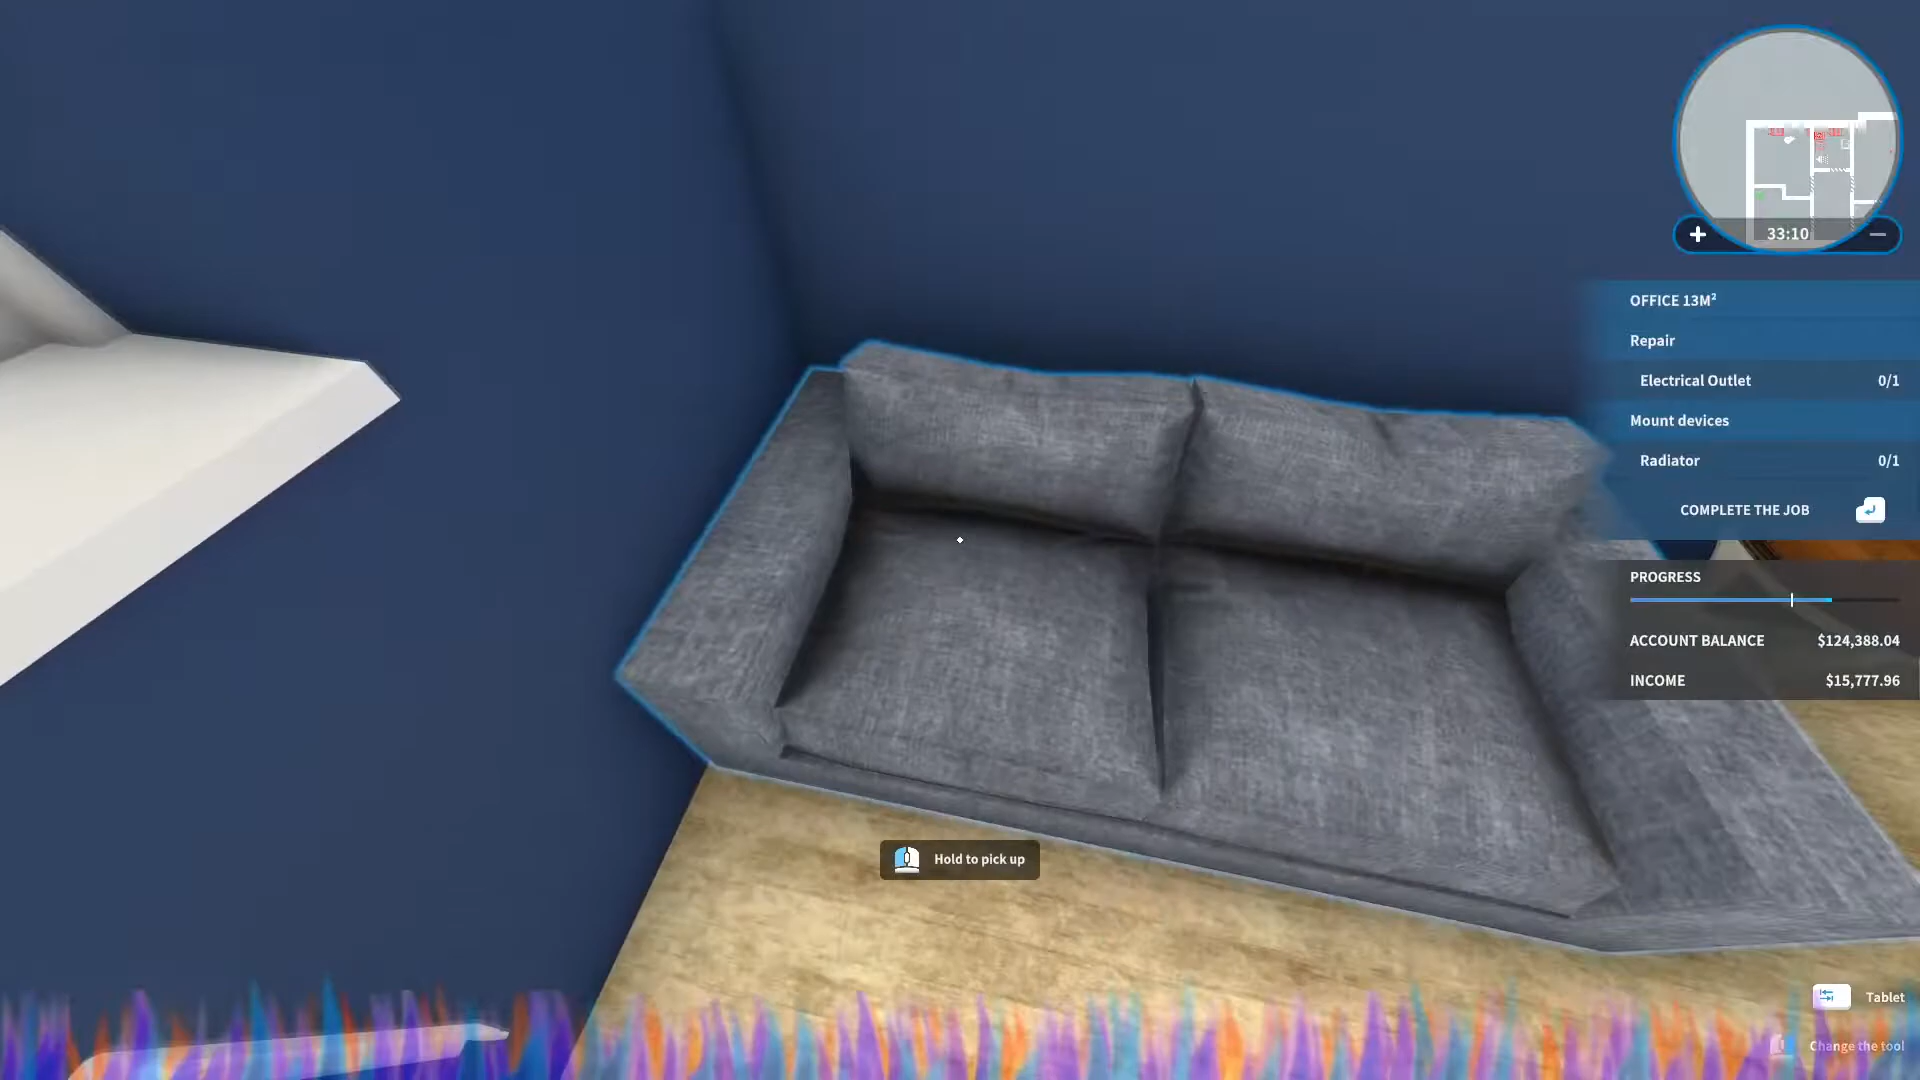 33:10
OFFICE 13M²
Repair
Electrical Outlet 0/1
Mount devices
Radiator 0/1
COMPLETE THE JOB
PROGRESS
ACCOUNT BALANCE $124,388.04
INCOME $15,777.96
Hold to pick up
Tablet
Change the tool